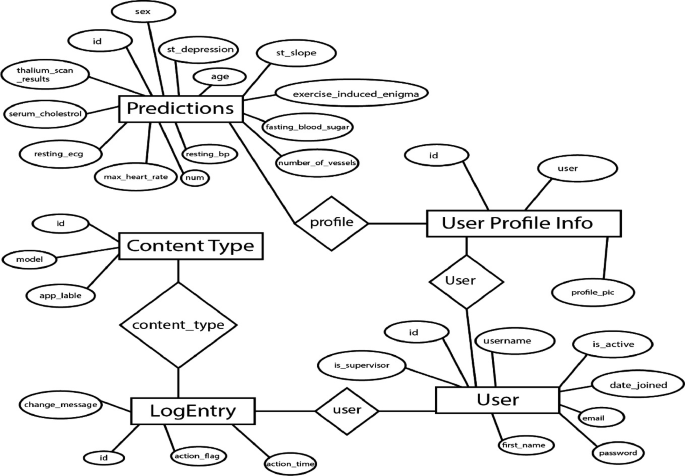 sex
id
st_depression
st_slope
thalium_scan
_results
age
exercise_induced_enigma
Predictions
serum_cholestrol
fasting_blood_sugar
resting_ecg
resting_bp
number_of_vessels
max_heart_rate
num
id
user
profile
User Profile Info
id
Content Type
model
app_lable
User
profile_pic
content_type
id
username
is_active
is_supervisor
date_joined
change_message
LogEntry
user
User
email
first_name
password
id
action_flag
action_time